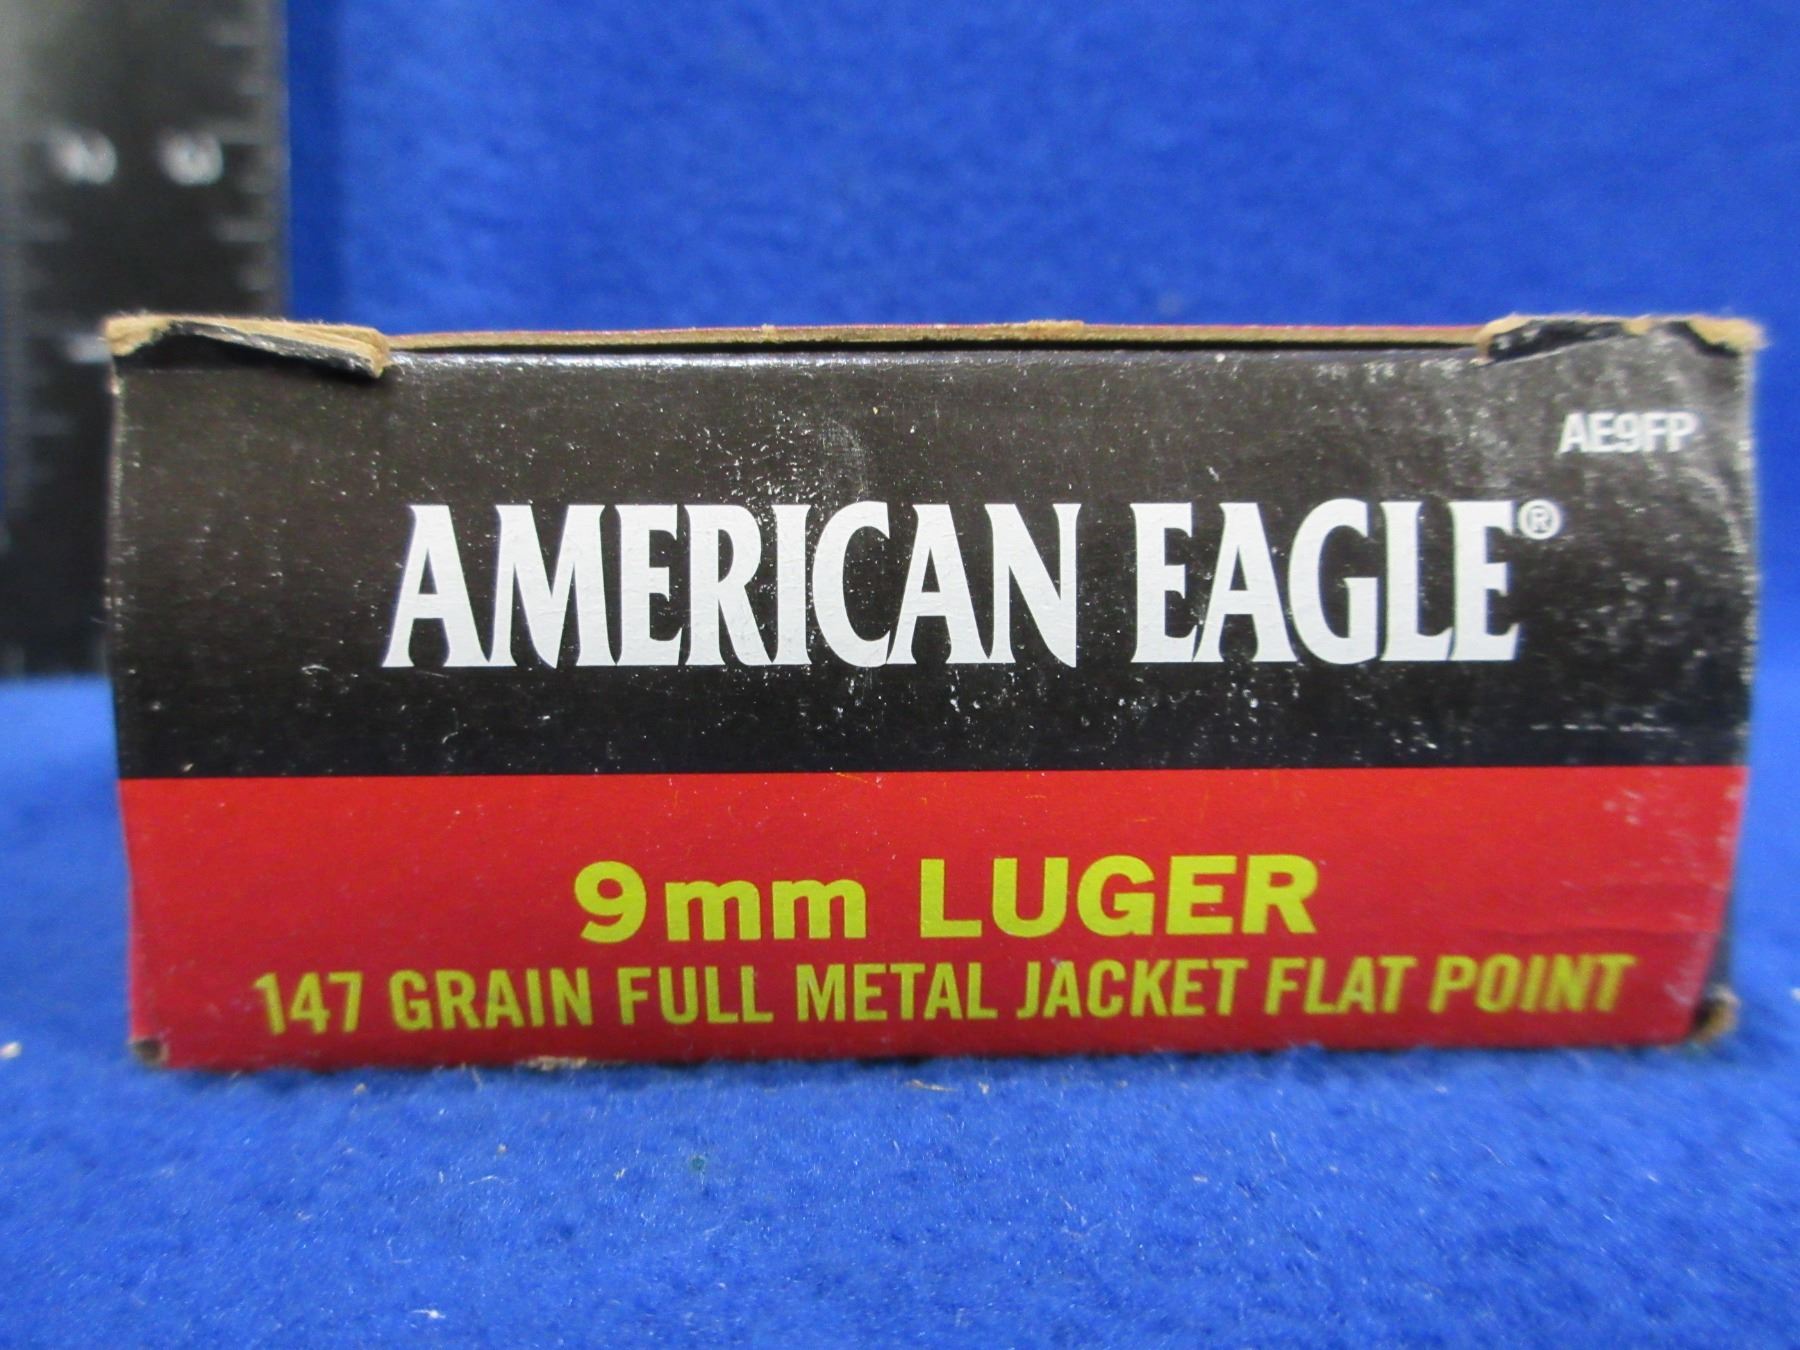 AE9FP
AMERICAN EAGLE®
9mm LUGER
147 GRAIN FULL METAL JACKET FLAT POINT